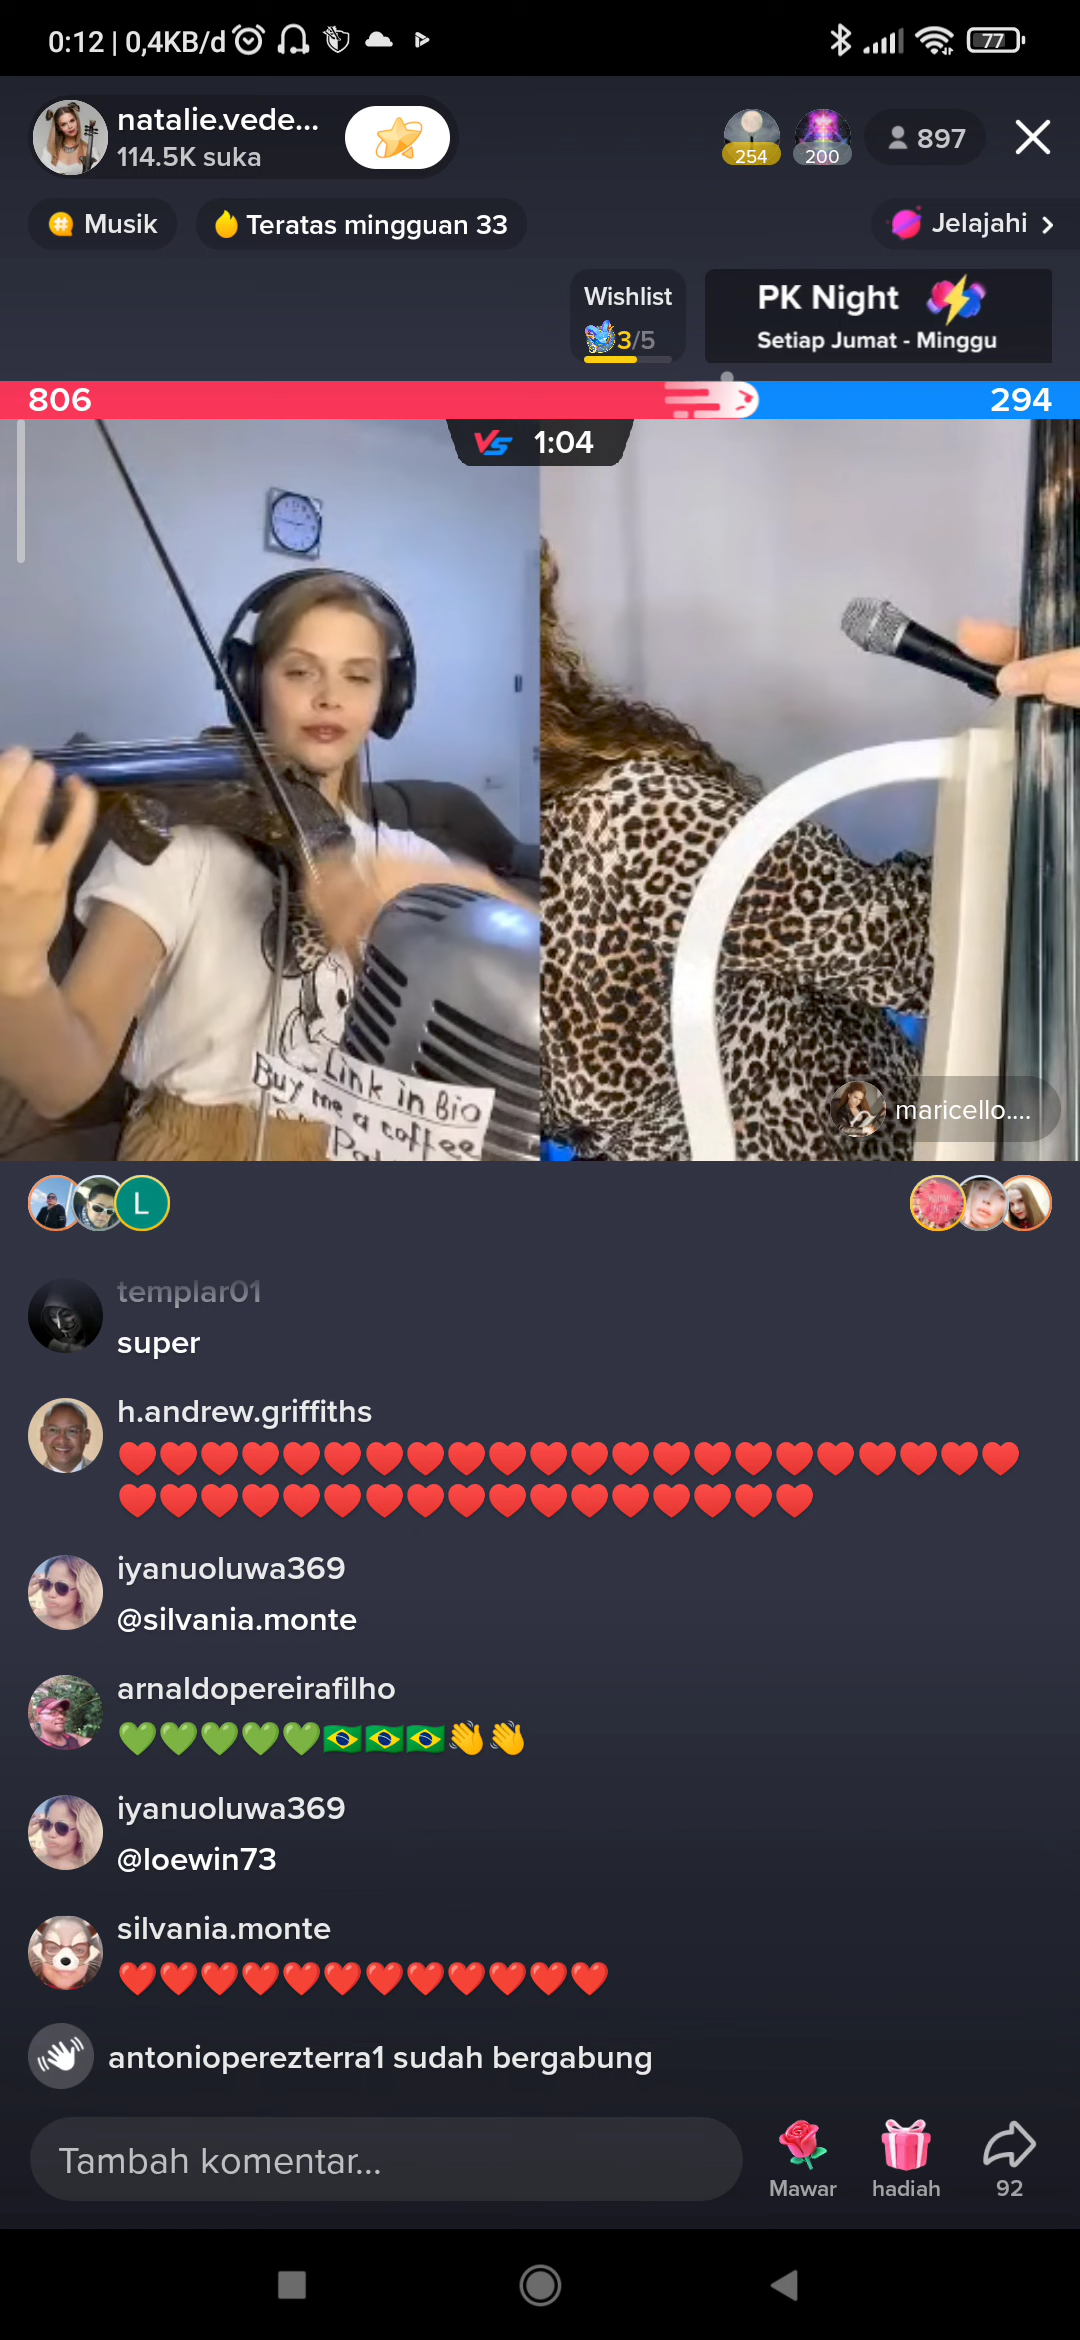 0:12 | 0,4KB/d
77
natalie.vede...
114.5K suka
254
200
897
Musik
Teratas mingguan 33
Jelajahi
Wishlist
3/5
PK Night
Setiap Jumat - Minggu
806
294
VS 1:04
Link in Bio
Buy me a coffee
maricello....
L
templar01
super
h.andrew.griffiths
❤️❤️❤️❤️❤️❤️❤️❤️❤️❤️❤️❤️❤️❤️❤️❤️❤️❤️❤️❤️❤️❤️
❤️❤️❤️❤️❤️❤️❤️❤️❤️❤️❤️❤️❤️❤️❤️❤️❤️
iyanuoluwa369
@silvania.monte
arnaldopereirafilho
💚💚💚💚💚🇧🇷🇧🇷🇧🇷👋👋
iyanuoluwa369
@loewin73
silvania.monte
❤️❤️❤️❤️❤️❤️❤️❤️❤️❤️❤️❤️
antonioperezterra1 sudah bergabung
Tambah komentar...
Mawar
hadiah
92